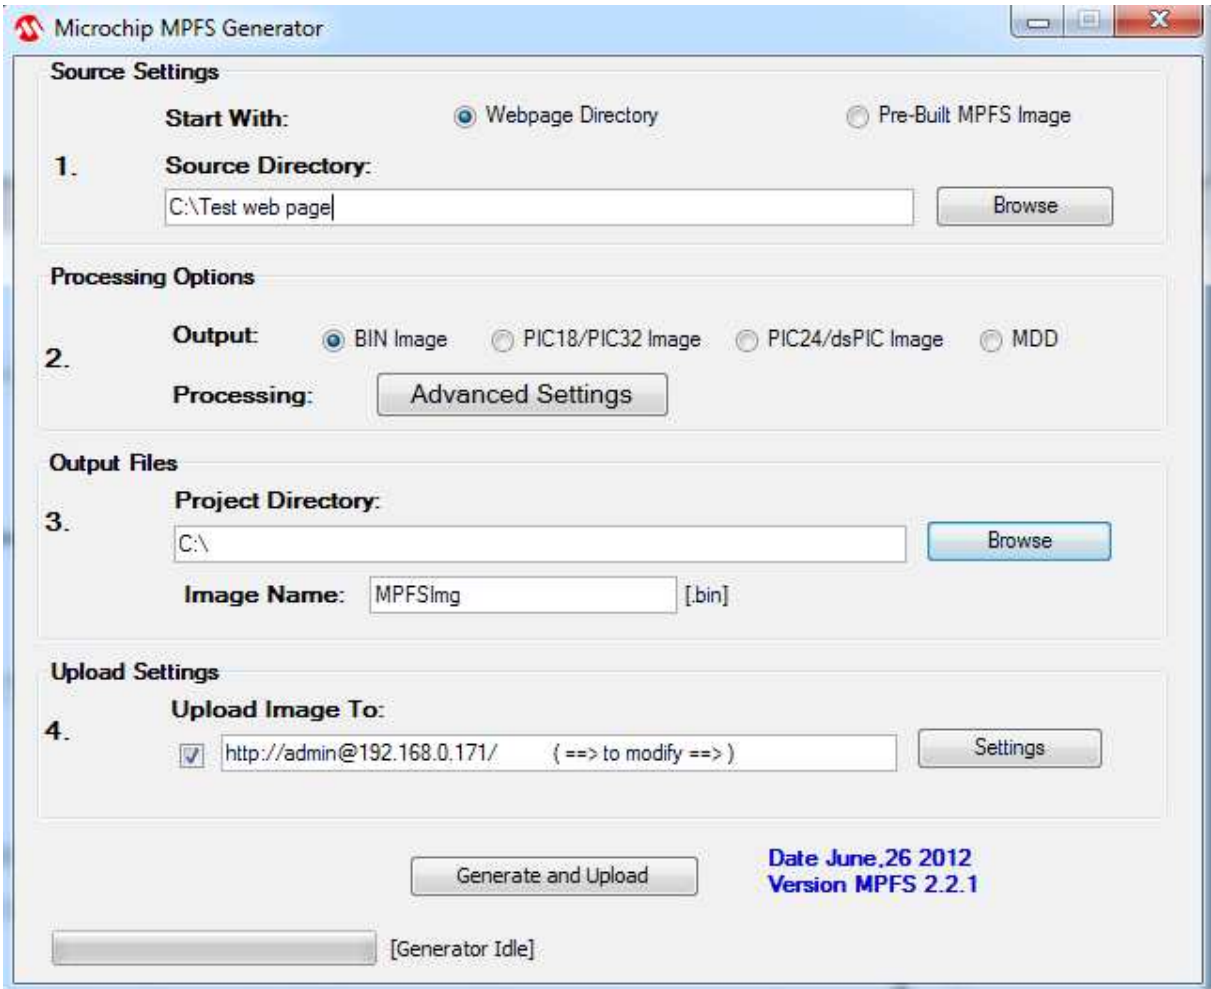 Microchip MPFS Generator
Source Settings
Start With: Webpage Directory Pre-Built MPFS Image
1. Source Directory:
C:\Test web page Browse
Processing Options
Output: BIN Image PIC18/PIC32 Image PIC24/dsPIC Image MDD
2.
Processing: Advanced Settings
Output Files
Project Directory:
3.
C:\ Browse
Image Name: MPFSImg [.bin]
Upload Settings
Upload Image To:
4.
http://admin@192.168.0.171/ ( ==> to modify ==> ) Settings
Generate and Upload
Date June,26 2012
Version MPFS 2.2.1
[Generator Idle]